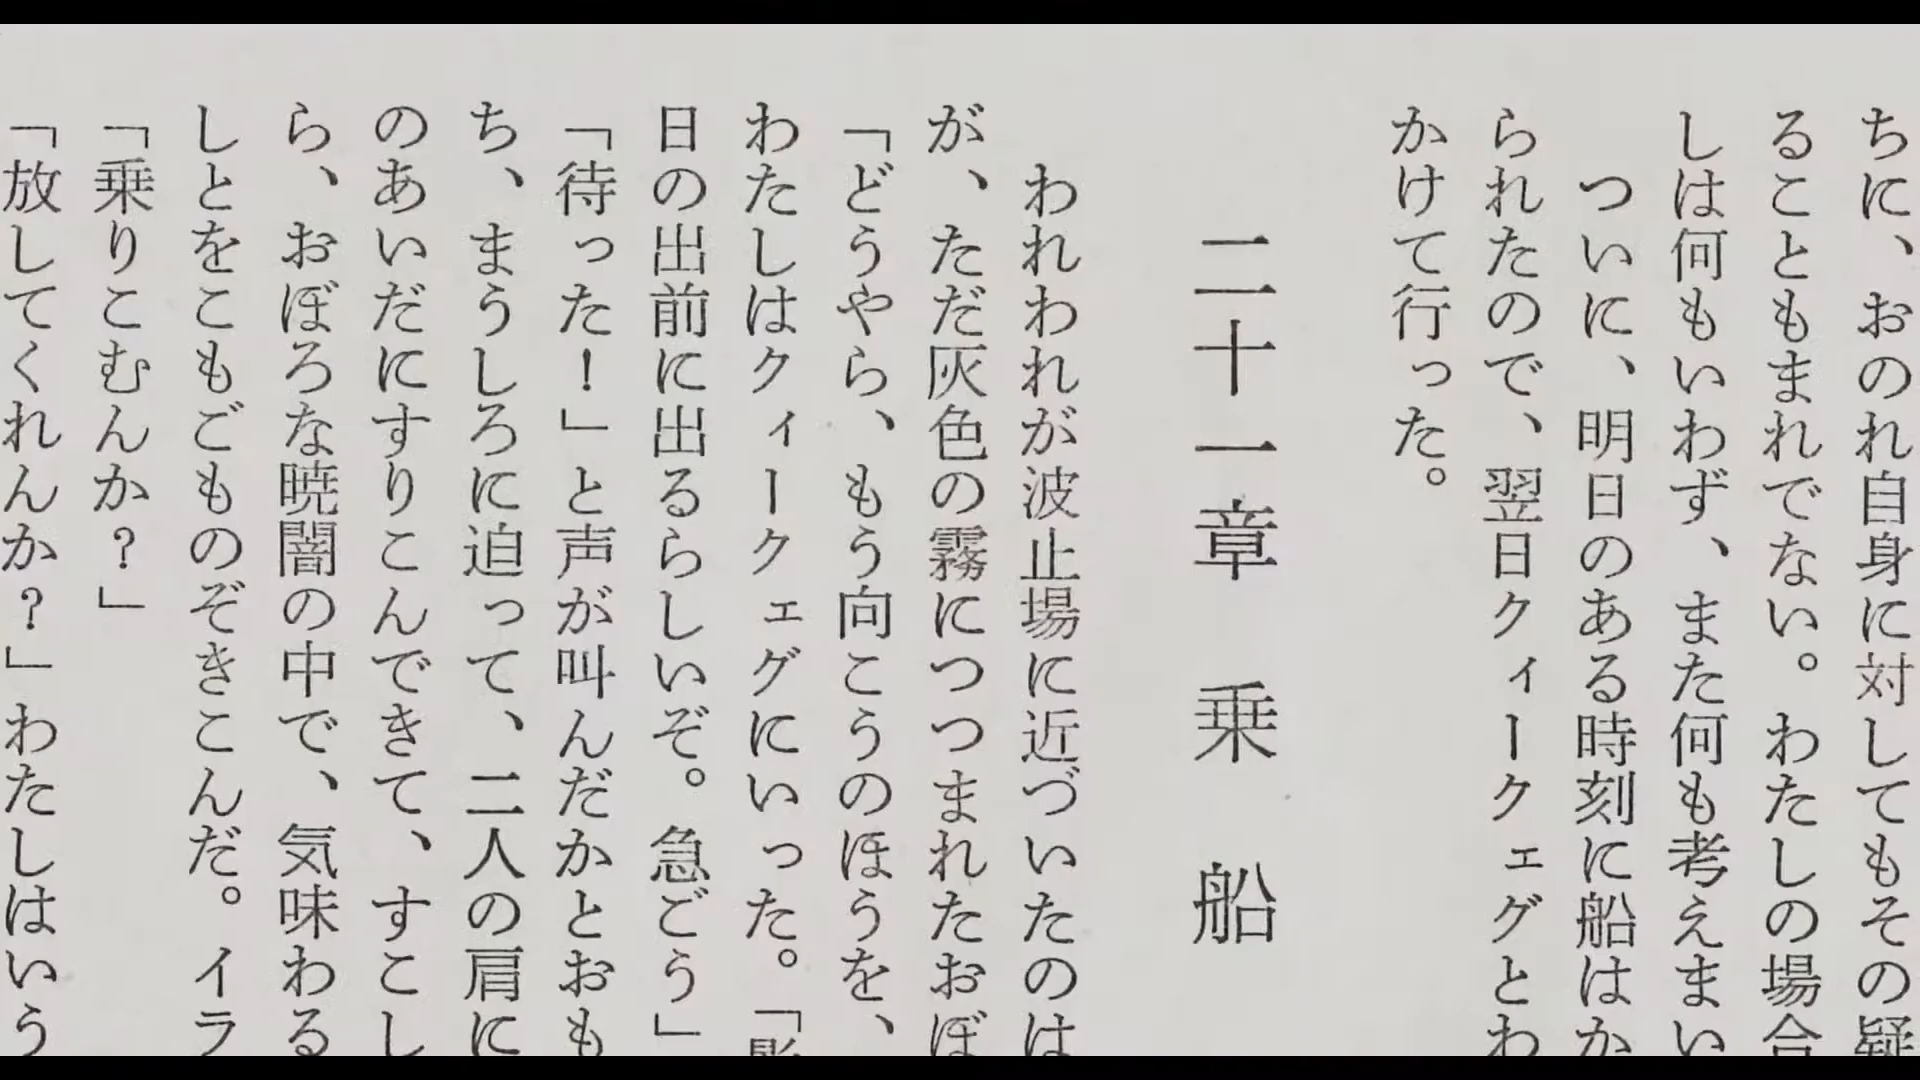 ちに、おのれ自身に対してもその疑
ることもまれでない。わたしの場合
しは何もいわず、また何も考えまい
ついに、明日のある時刻に船はか
られたので、翌日クィークェグとわ
かけて行った。
二十一章 乗船
われわれが波止場に近づいたのは
が、ただ灰色の霧につつまれたおぼ
「どうやら、もう向こうのほうを、
わたしはクィークェグにいった。「影
日の出前に出るらしいぞ。急ごう」
「待った！」と声が叫んだかとおも
ち、まうしろに迫って、二人の肩に
のあいだにすりこんできて、すこし
ら、おぼろな暁闇の中で、気味わる
しとをこもごものぞきこんだ。イラ
「乗りこむんか？」
「放してくれんか？」わたしはいう